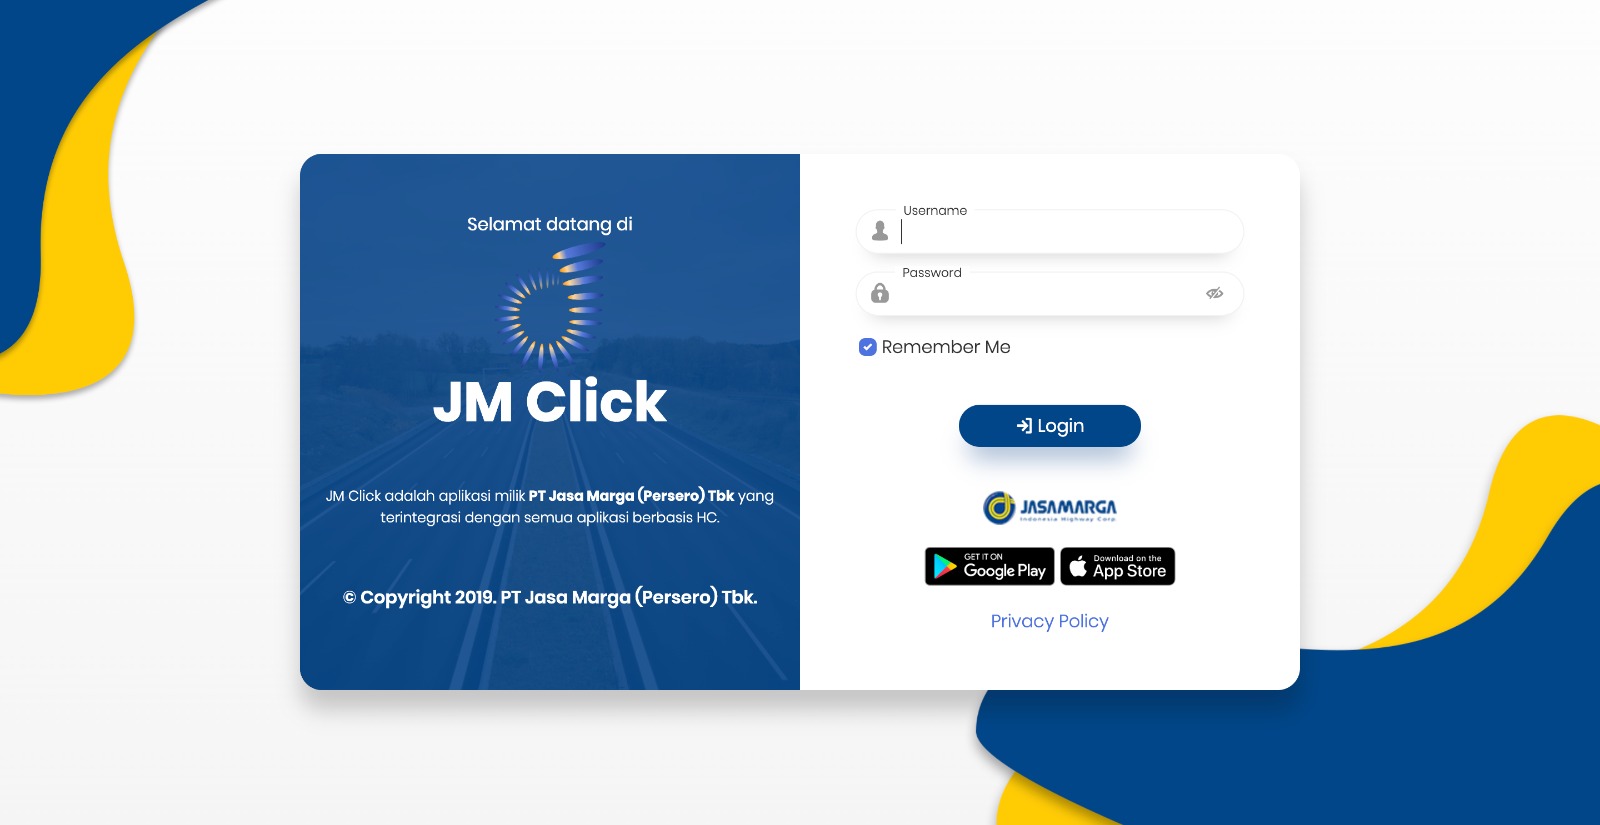 Selamat datang di
JM Click
JM Click adalah aplikasi milik PT Jasa Marga (Persero) Tbk yang
terintegrasi dengan semua aplikasi berbasis HC.
© Copyright 2019. PT Jasa Marga (Persero) Tbk.
Username
Password
Remember Me
Login
JASAMARGA
Indonesia Highway Corp.
GET IT ON
Google Play
Download on the
App Store
Privacy Policy